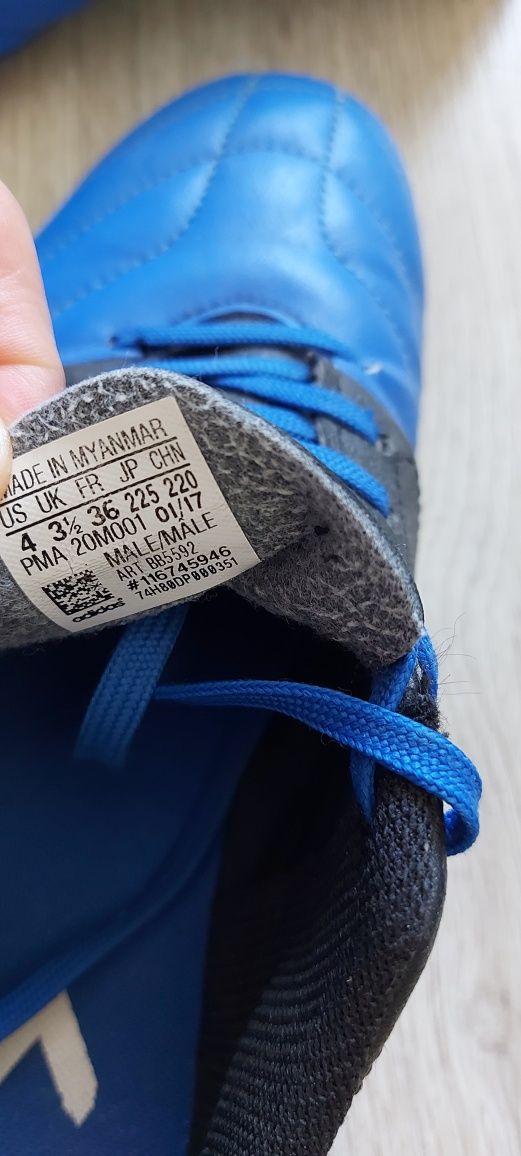 MADE IN MYANMAR
US UK FR JP CHN
4 3½ 36 225 220
PMA 20M001 01/17
MALE/MÂLE
ART BB5592
#116745946
74H80DP000351
adidas